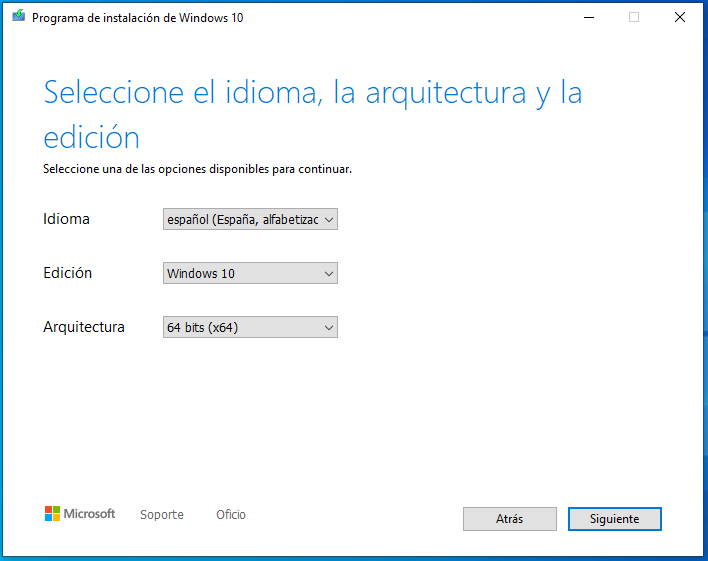 Programa de instalación de Windows 10
Seleccione el idioma, la arquitectura y la
edición
Seleccione una de las opciones disponibles para continuar.
Idioma español (España, alfabetizac
Edición Windows 10
Arquitectura 64 bits (x64)
Microsoft Soporte Oficio Atrás Siguiente